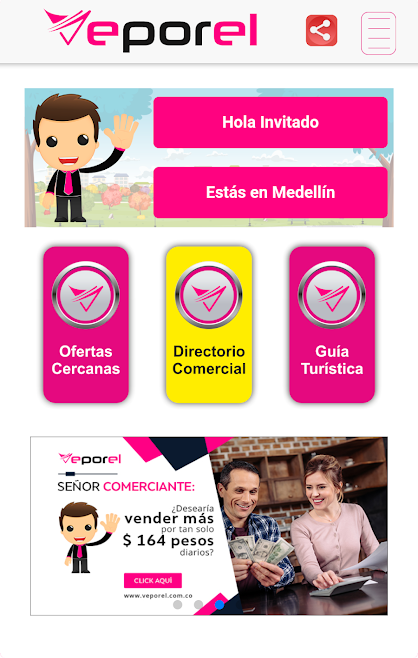 Veporel
Hola Invitado
Estás en Medellín
Ofertas
Cercanas
Directorio
Comercial
Guía
Turística
Veporel
SEÑOR COMERCIANTE:
¿Desearía
vender más
por tan solo
$ 164 pesos
diarios?
CLICK AQUÍ
www.veporel.com.co